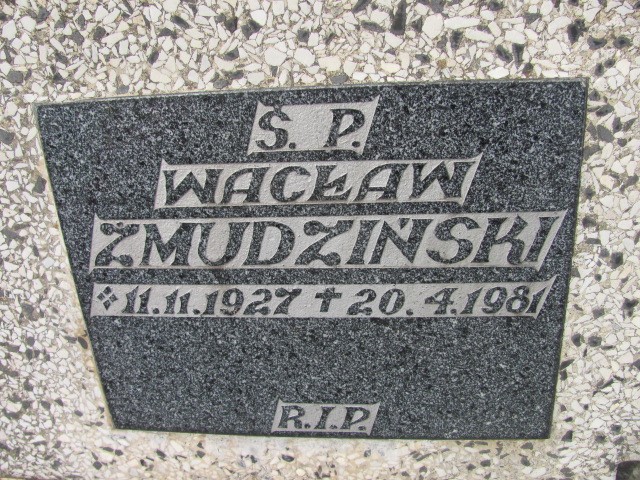 Ś. P.
WACŁAW
ŻMUDZIŃSKI
11.11.1927 ✝ 20.4.1981
R.I.P.